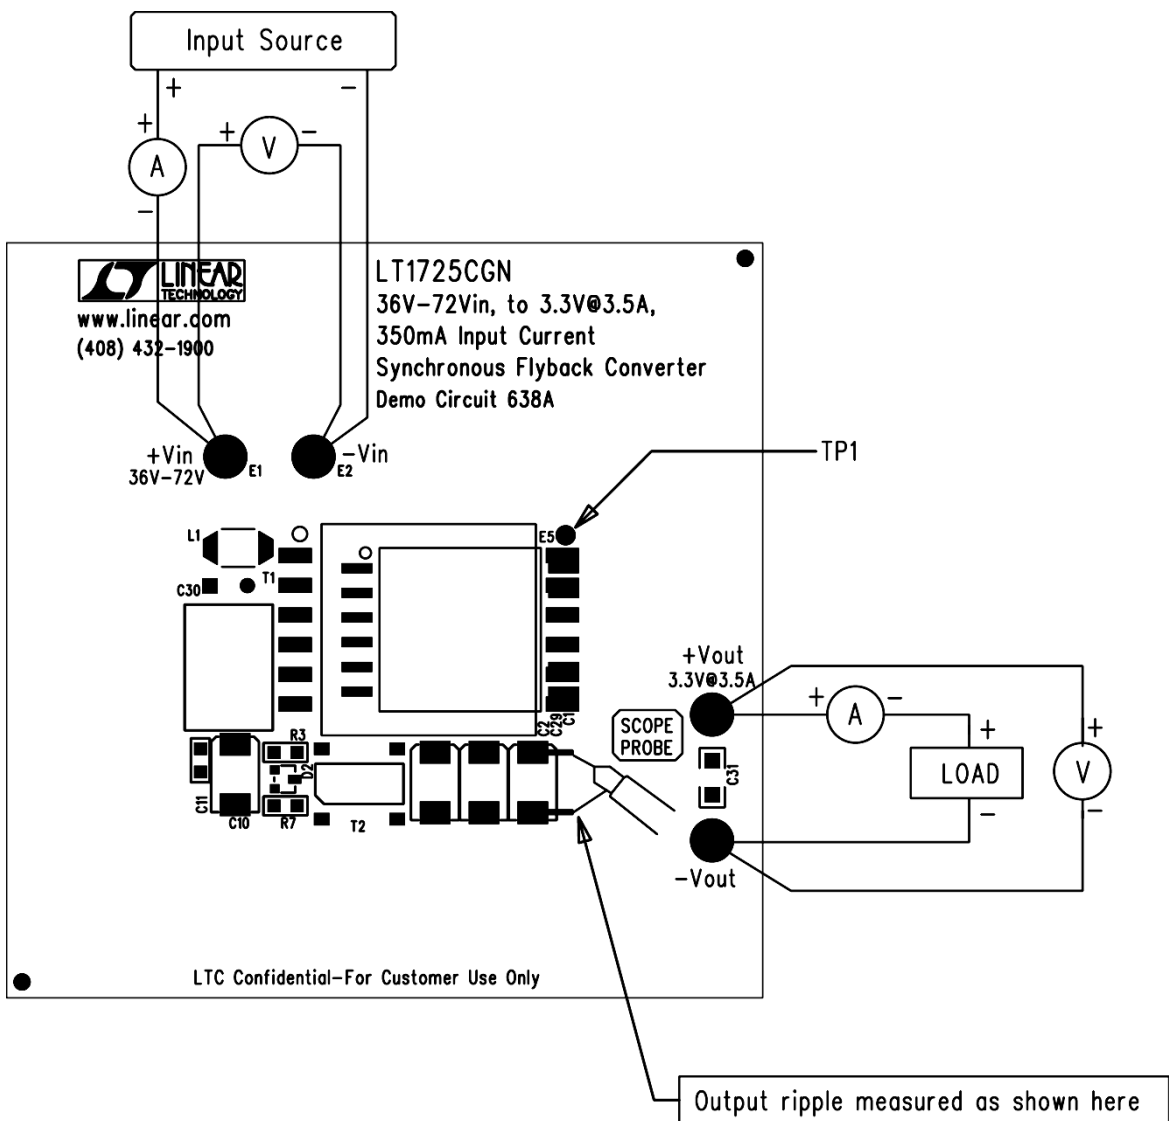 Input Source
+ -
+
A
-
+ V -
LINEAR
TECHNOLOGY
www.linear.com
(408) 432-1900
LT1725CGN
36V-72Vin, to 3.3V@3.5A,
350mA Input Current
Synchronous Flyback Converter
Demo Circuit 638A
+Vin
36V-72V
E1
E2
-Vin
TP1
L1
E5
C30
T1
+Vout
3.3V@3.5A
SCOPE
PROBE
+ A -
+
LOAD
-
+
V
-
C2
C29
C1
R3
D2
C31
C11
C10
R7
T2
-Vout
LTC Confidential-For Customer Use Only
Output ripple measured as shown here